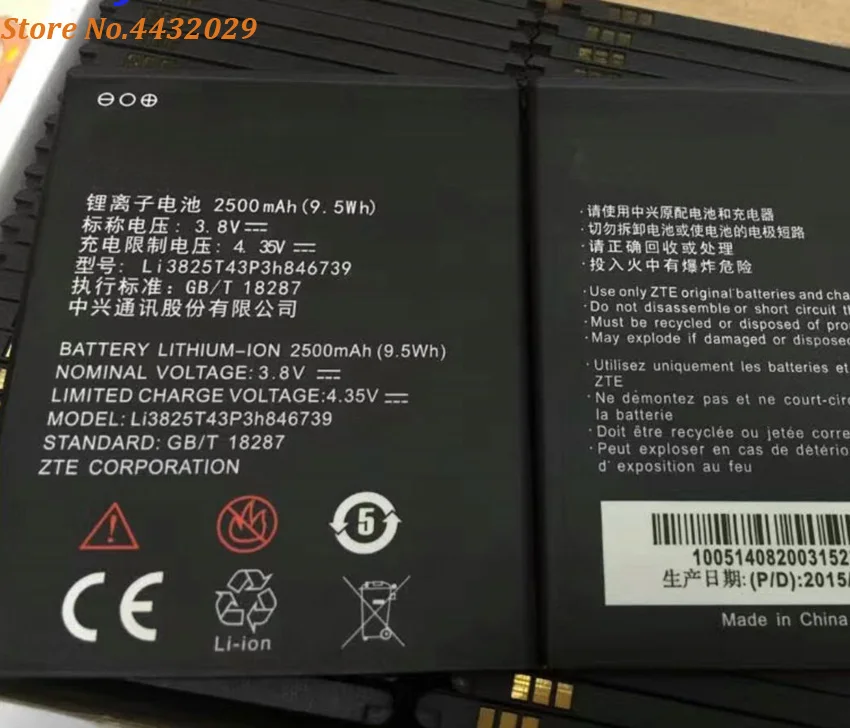 Store No.4432029
锂离子电池 2500mAh(9.5Wh)
标称电压: 3.8V
充电限制电压: 4.35V
型号: Li3825T43P3h846739
执行标准: GB/T 18287
中兴通讯股份有限公司
BATTERY LITHIUM-ION 2500mAh(9.5Wh)
NOMINAL VOLTAGE: 3.8V
LIMITED CHARGE VOLTAGE:4.35V
MODEL: Li3825T43P3h846739
STANDARD: GB/T 18287
ZTE CORPORATION
5
CE
Li-ion
·请使用中兴原配电池和充电器
·切勿拆卸电池或使电池的电极短路
·请正确回收或处理
·投入火中有爆炸危险
·Use only ZTE original batteries and cha
·Do not disassemble or short circuit th
·Must be recycled or disposed of pro
·May explode if damaged or dispose
·Utilisez uniquement les batteries et
ZTE
·Ne démontez pas et ne court-circ
la batterie
·Doit être recyclée ou jetée corre
·Peut exploser en cas de détério
d' exposition au feu
100514082003152
生产日期:(P/D):2015/
Made in China